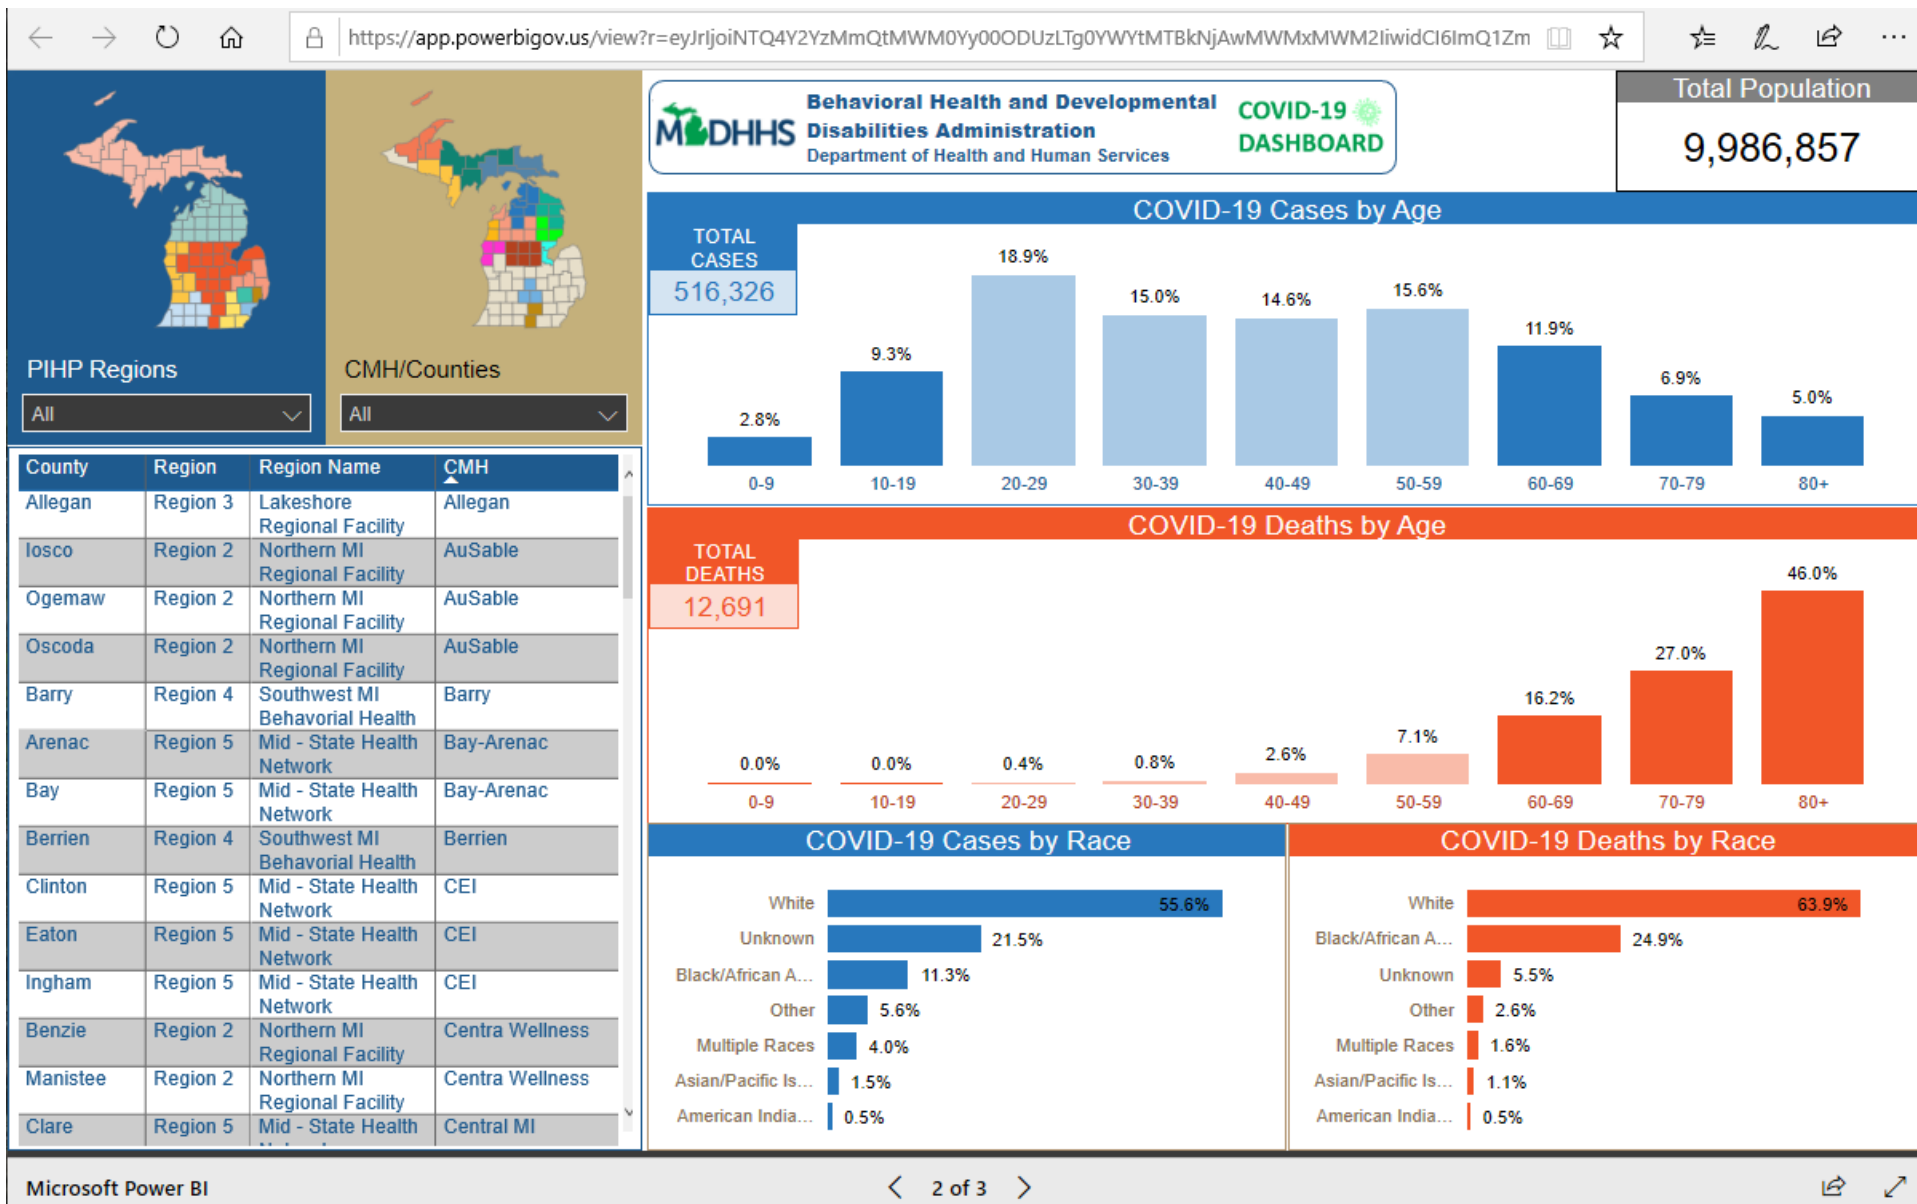 https://app.powerbigov.us/view?r=eyJrIjoiNTQ4Y2YzMmQtMWM0Yy00ODUzLTg0YWYtMTBkNjAwMWMxMWM2IiwidCI6ImQ1Zm
PIHP Regions
All
CMH/Counties
All
MDHHS
Behavioral Health and Developmental
Disabilities Administration
Department of Health and Human Services
COVID-19
DASHBOARD
Total Population
9,986,857
County Region Region Name CMH
Allegan Region 3 Lakeshore Allegan
Regional Facility
Iosco Region 2 Northern MI AuSable
Regional Facility
Ogemaw Region 2 Northern MI AuSable
Regional Facility
Oscoda Region 2 Northern MI AuSable
Regional Facility
Barry Region 4 Southwest MI Barry
Behavorial Health
Arenac Region 5 Mid - State Health Bay-Arenac
Network
Bay Region 5 Mid - State Health Bay-Arenac
Network
Berrien Region 4 Southwest MI Berrien
Behavorial Health
Clinton Region 5 Mid - State Health CEI
Network
Eaton Region 5 Mid - State Health CEI
Network
Ingham Region 5 Mid - State Health CEI
Network
Benzie Region 2 Northern MI Centra Wellness
Regional Facility
Manistee Region 2 Northern MI Centra Wellness
Regional Facility
Clare Region 5 Mid - State Health Central MI
COVID-19 Cases by Age
TOTAL
CASES
516,326
2.8% 9.3% 18.9% 15.0% 14.6% 15.6% 11.9% 6.9% 5.0%
0-9 10-19 20-29 30-39 40-49 50-59 60-69 70-79 80+
COVID-19 Deaths by Age
TOTAL
DEATHS
12,691
0.0% 0.0% 0.4% 0.8% 2.6% 7.1% 16.2% 27.0% 46.0%
0-9 10-19 20-29 30-39 40-49 50-59 60-69 70-79 80+
COVID-19 Cases by Race
White 55.6%
Unknown 21.5%
Black/African A... 11.3%
Other 5.6%
Multiple Races 4.0%
Asian/Pacific Is... 1.5%
American India... 0.5%
COVID-19 Deaths by Race
White 63.9%
Black/African A... 24.9%
Unknown 5.5%
Other 2.6%
Multiple Races 1.6%
Asian/Pacific Is... 1.1%
American India... 0.5%
Microsoft Power BI
2 of 3